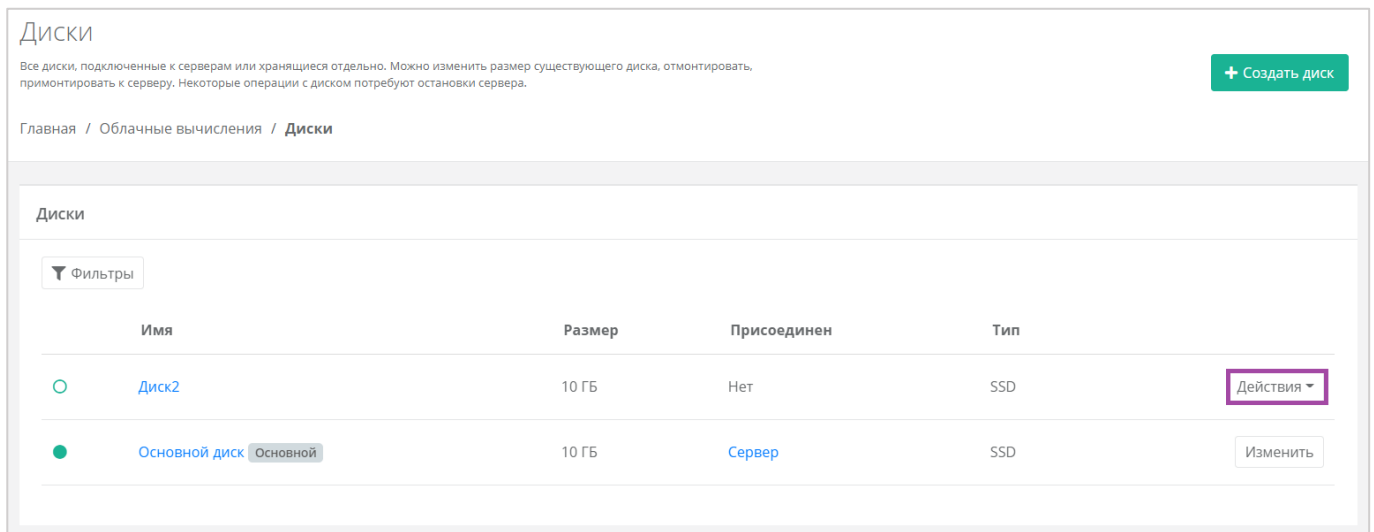 Диски
Все диски, подключенные к серверам или хранящиеся отдельно. Можно изменить размер существующего диска, отмонтировать,
примонтировать к серверу. Некоторые операции с диском потребуют остановки сервера.
+ Создать диск
Главная / Облачные вычисления / Диски
Диски
Фильтры
Имя Размер Присоединен Тип
Диск2 10 ГБ Нет SSD Действия
Основной диск Основной 10 ГБ Сервер SSD Изменить